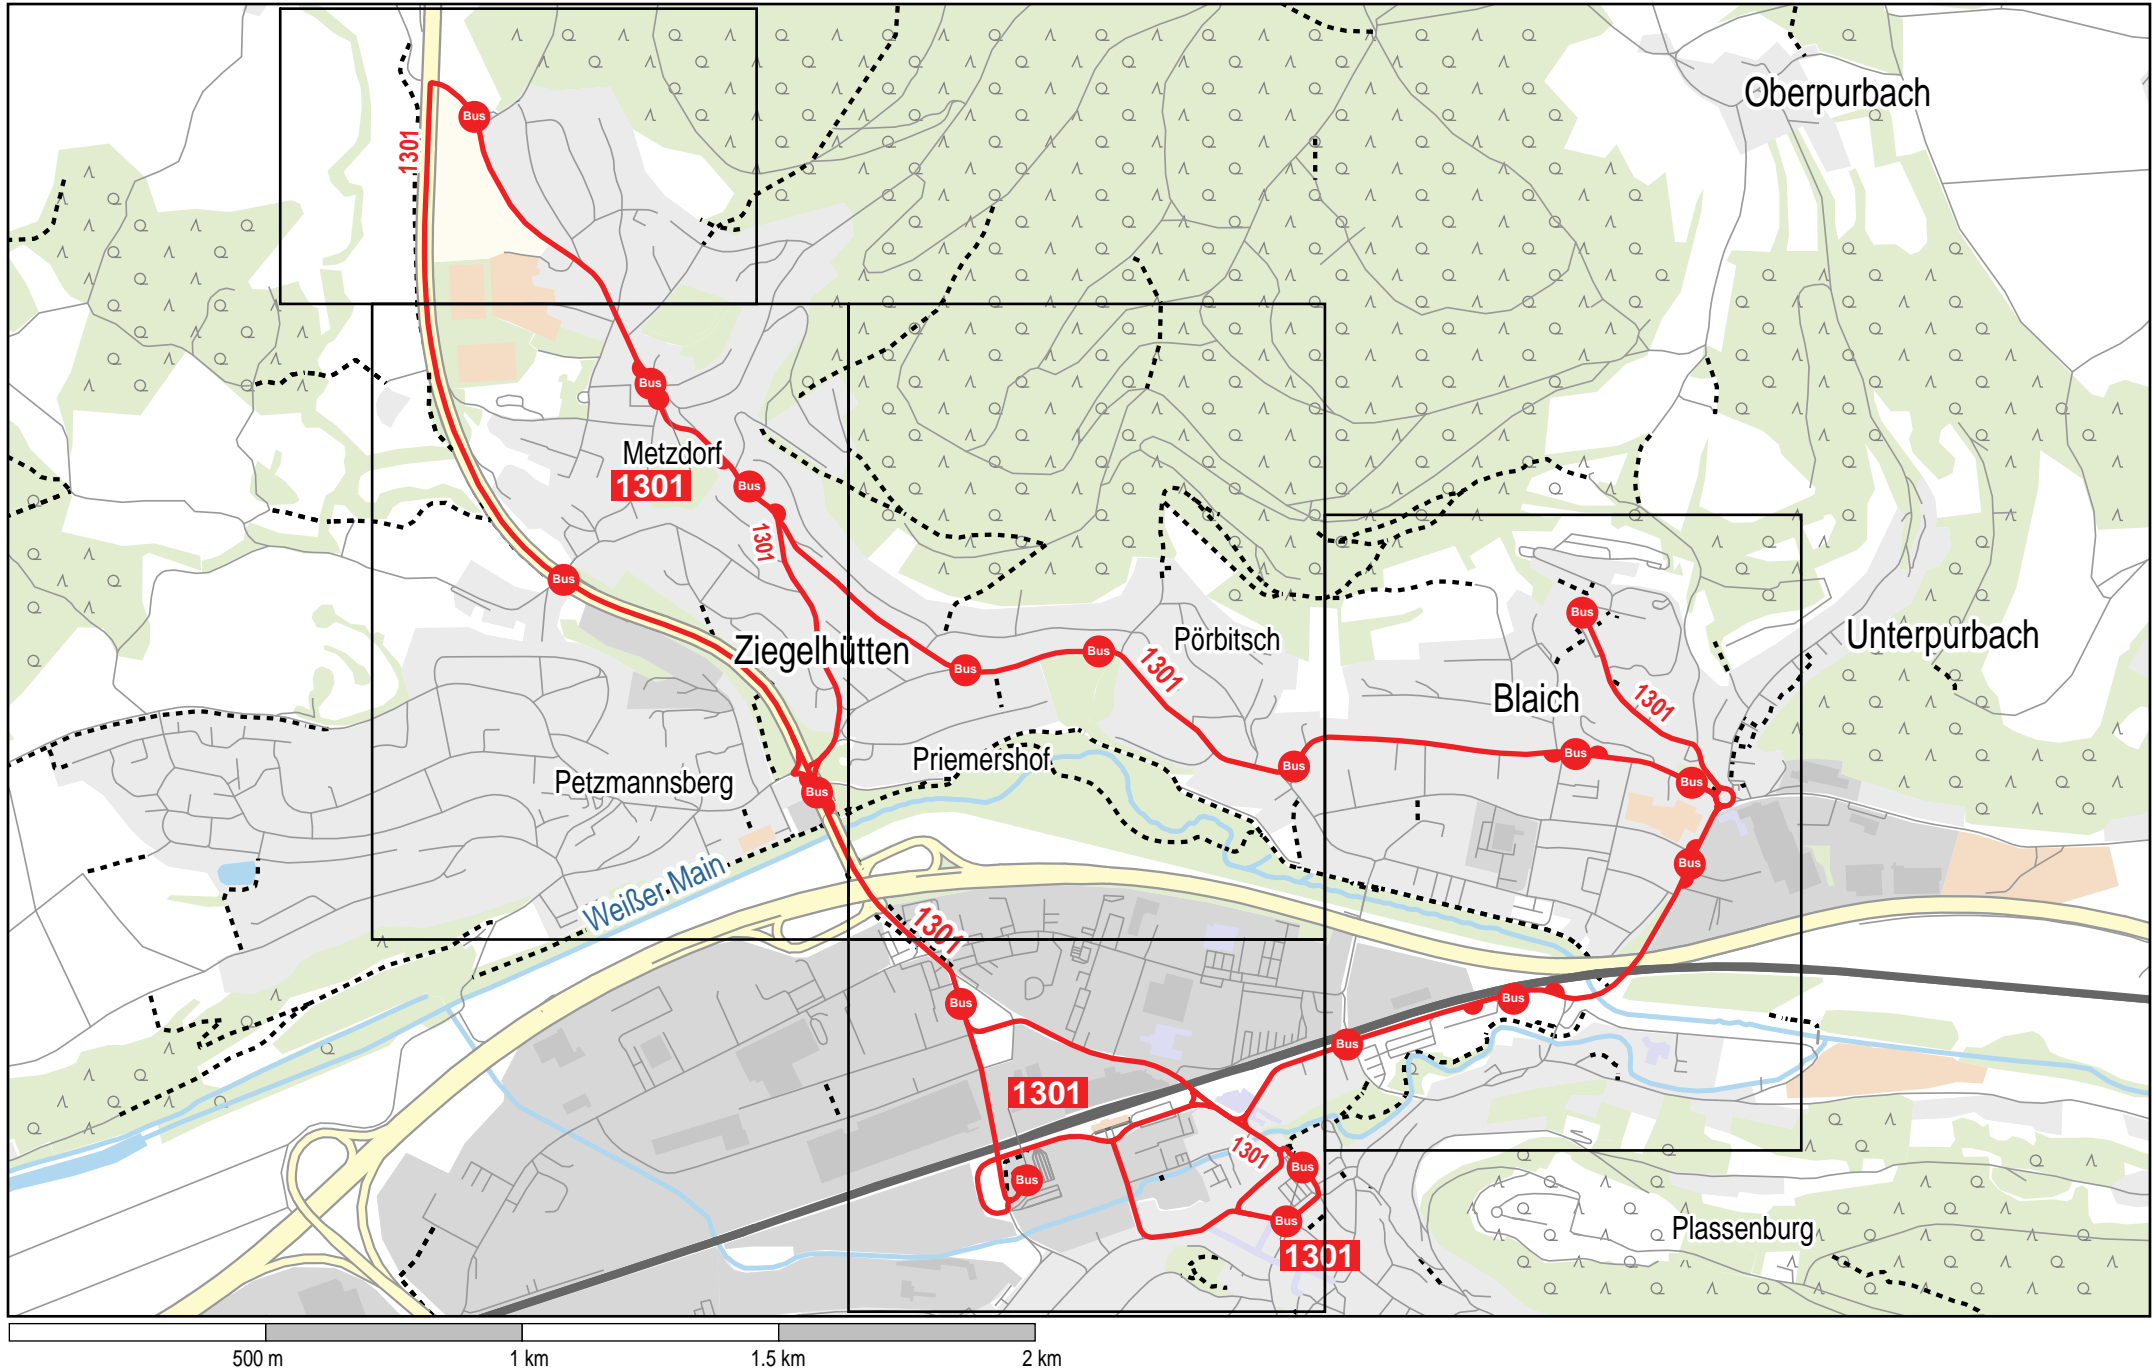 Oberpurbach
Bus
1301
Bus
Metzdorf
1301
Bus
1301
Bus
Bus
Pörbitsch
Unterpurbach
Ziegelhütten
Bus
Bus
1301
Blaich
1301
Priemershof
Bus
Bus
Petzmannsberg
Bus
Bus
Bus
Weißer Main
1301
Bus
Bus
Bus
1301
1301
Bus
Bus
Bus
Plassenburg
1301
500 m
1 km
1.5 km
2 km